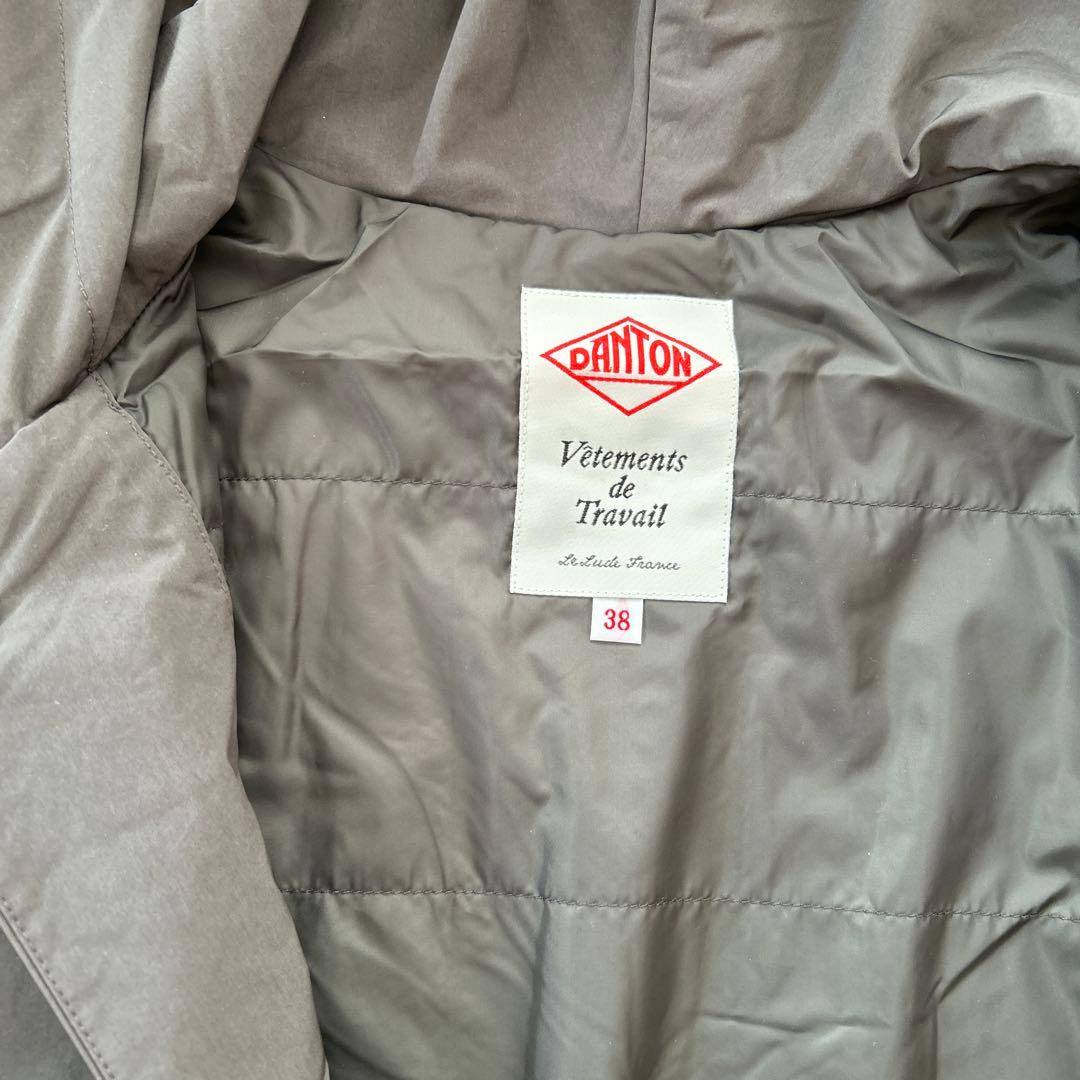 DANTON
Vêtements
de
Travail
Le Lude France
38